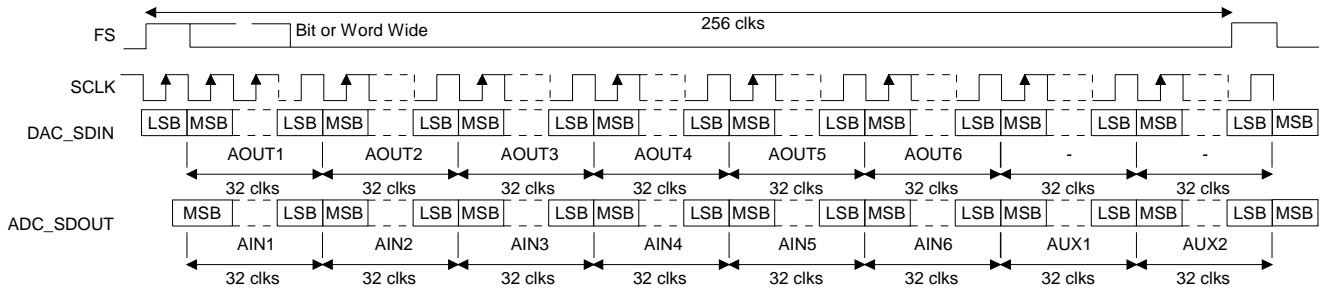 256 clks
FS
Bit or Word Wide
SCLK
DAC_SDIN
LSB MSB LSB MSB LSB MSB LSB MSB LSB MSB LSB MSB LSB MSB LSB MSB LSB MSB
AOUT1 AOUT2 AOUT3 AOUT4 AOUT5 AOUT6 - -
32 clks 32 clks 32 clks 32 clks 32 clks 32 clks 32 clks 32 clks
ADC_SDOUT
MSB LSB MSB LSB MSB LSB MSB LSB MSB LSB MSB LSB MSB LSB MSB LSB MSB
AIN1 AIN2 AIN3 AIN4 AIN5 AIN6 AUX1 AUX2
32 clks 32 clks 32 clks 32 clks 32 clks 32 clks 32 clks 32 clks